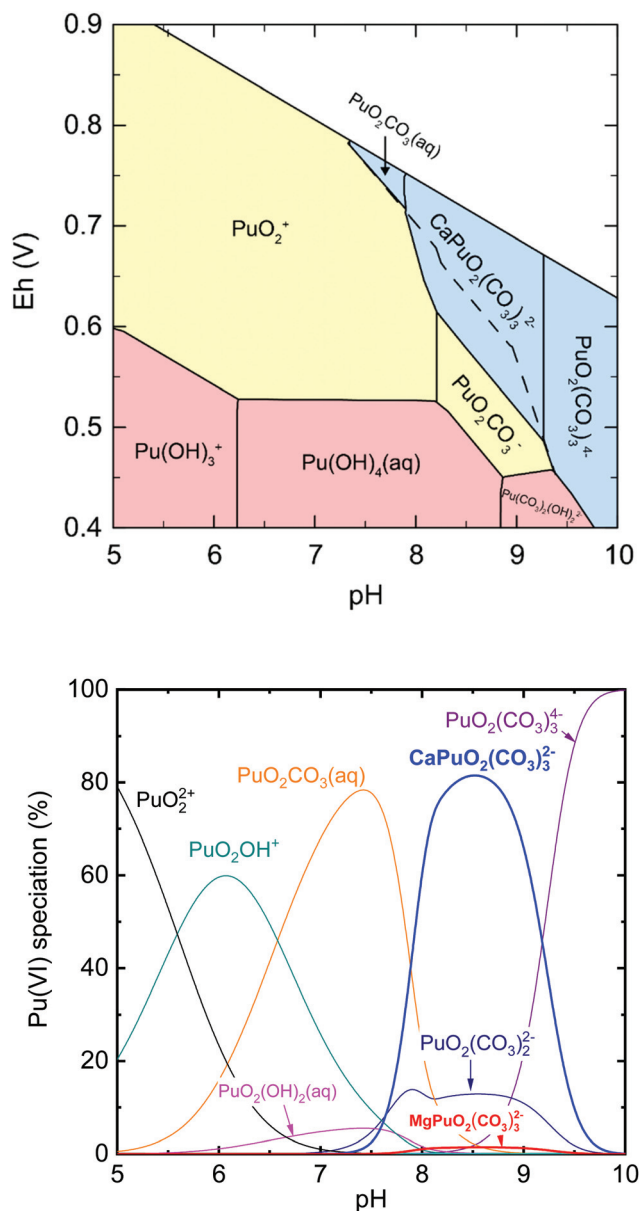 0.9
0.8
0.7
0.6
0.5
0.4
Eh (V)
PuO₂CO₃(aq)
PuO₂⁺
CaPuO₂(CO₃)₃²⁻
PuO₂(CO₃)₃⁴⁻
PuO₂CO₃⁻
Pu(OH)₃⁺
Pu(OH)₄(aq)
Pu(CO₃)₂(OH)₂²⁻
5 6 7 8 9 10
pH
100
80
60
40
20
0
Pu(VI) speciation (%)
PuO₂(CO₃)₃⁴⁻
CaPuO₂(CO₃)₃²⁻
PuO₂CO₃(aq)
PuO₂²⁺
PuO₂OH⁺
PuO₂(CO₃)₂²⁻
PuO₂(OH)₂(aq)
MgPuO₂(CO₃)₃²⁻
5 6 7 8 9 10
pH